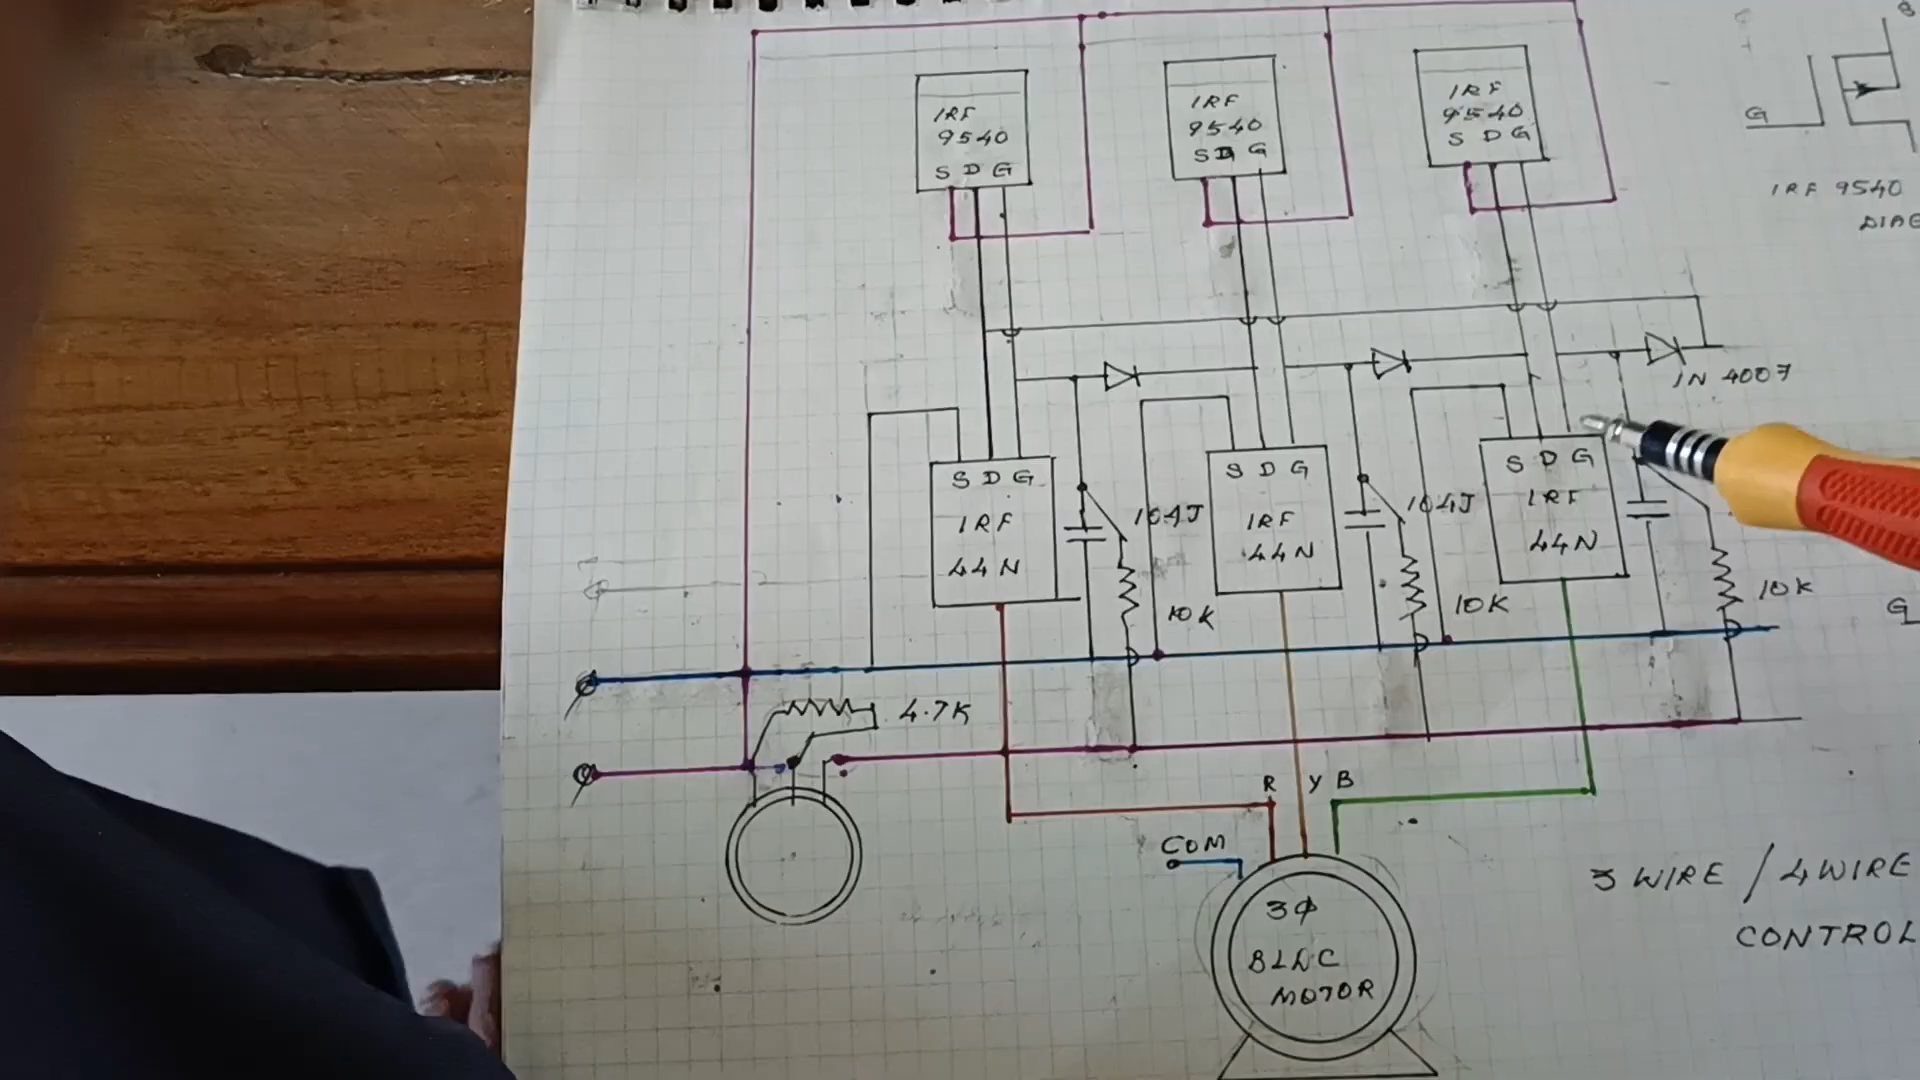 IRF
9540
S D G
IRF
9540
S D G
IRF
9540
S D G
G
IRF 9540
IN 4007
S D G
IRF
44N
104J
10K
S D G
IRF
44N
104J
10K
S D G
IRF
44N
10K
G
4.7K
R Y B
COM
3Φ
BLDC
MOTOR
3 WIRE / 4 WIRE
CONTROL